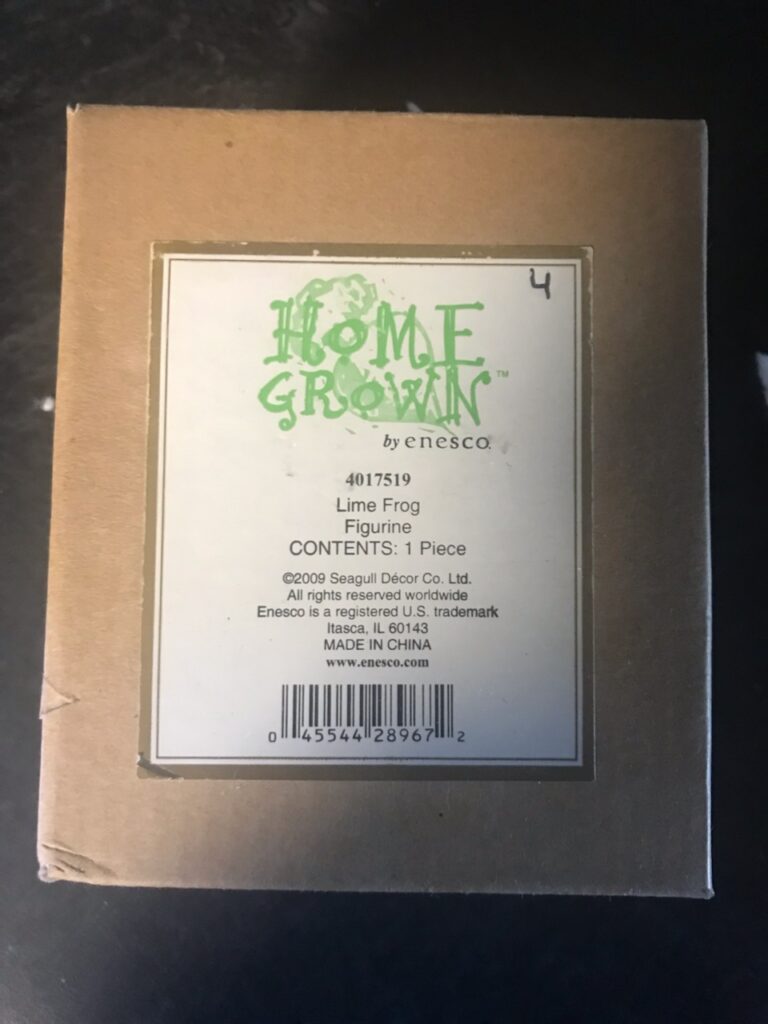 4
HOME
GROWN™
by enesco.
4017519
Lime Frog
Figurine
CONTENTS: 1 Piece
©2009 Seagull Décor Co. Ltd.
All rights reserved worldwide
Enesco is a registered U.S. trademark
Itasca, IL 60143
MADE IN CHINA
www.enesco.com
0 45544 28967 2